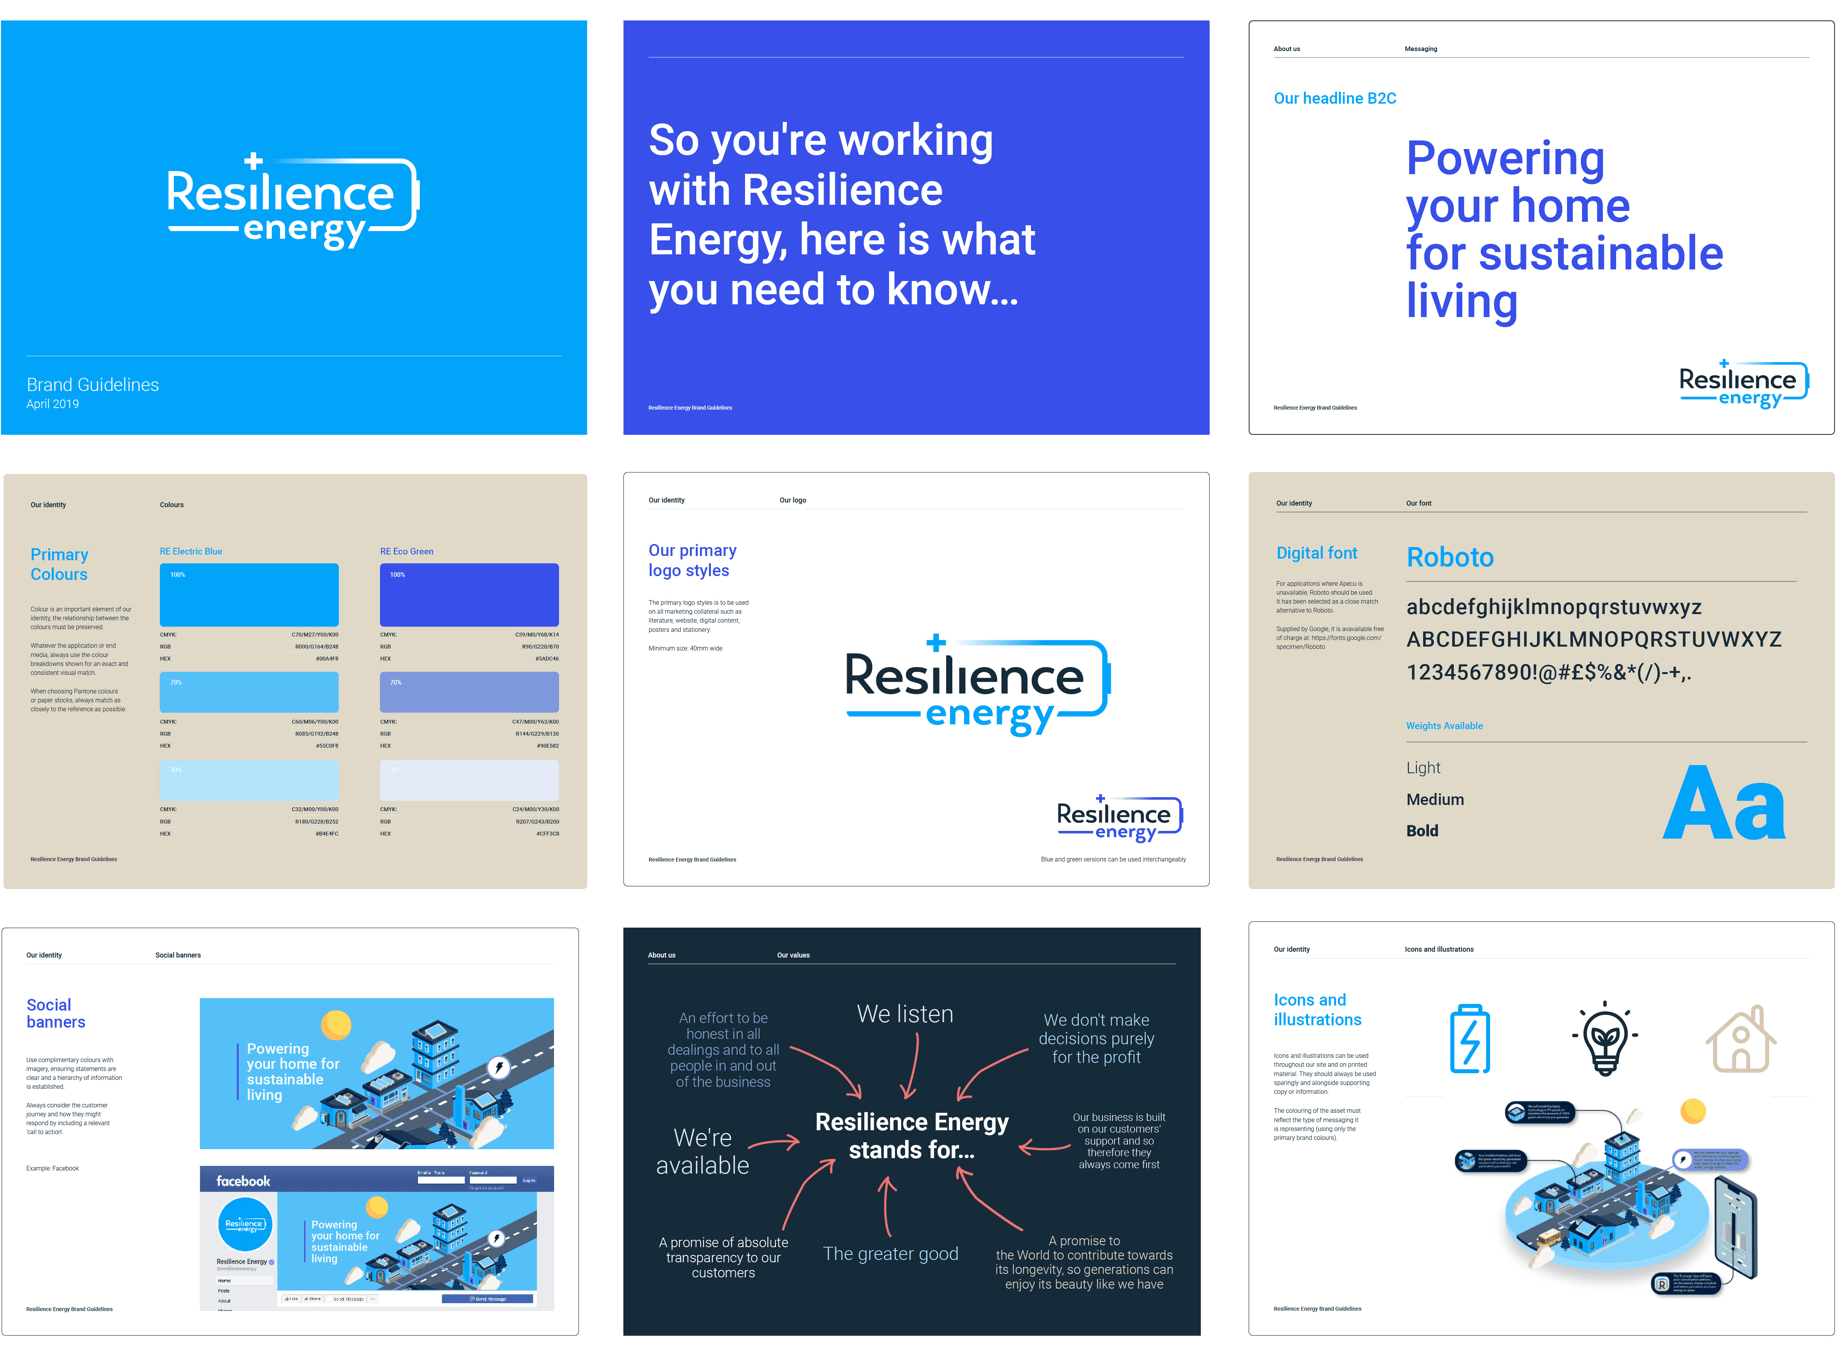 Resilience
energy
Brand Guidelines
April 2019
So you're working
with Resilience
Energy, here is what
you need to know...
Resilience Energy Brand Guidelines
About us
Messaging
Our headline B2C
Powering
your home
for sustainable
living
Resilience
energy
Resilience Energy Brand Guidelines
Our identity
Colours
Primary
Colours
Colour is an important element of our
identity, the relationship between the
colours must be preserved.
Whatever the application or end
media, always use the colour
breakdowns shown for an exact and
consistent visual match.
When choosing Pantone colours
or paper stocks, always match as
closely to the reference as possible.
RE Electric Blue
100%
CMYK: C70/M27/Y00/K00
RGB R000/G164/B248
HEX #00A4F8
70%
CMYK: C60/M06/Y00/K00
RGB R085/G192/B248
HEX #55C0F8
30%
CMYK: C32/M00/Y00/K00
RGB R180/G228/B252
HEX #B4E4FC
RE Eco Green
100%
CMYK: C59/M0/Y68/K14
RGB R90/G220/B70
HEX #5ADC46
70%
CMYK: C47/M00/Y63/K00
RGB R144/G229/B130
HEX #90E582
CMYK: C24/M00/Y30/K00
RGB R207/G243/B200
HEX #CFF3C8
Resilience Energy Brand Guidelines
Our identity
Our logo
Our primary
logo styles
The primary logo styles is to be used
on all marketing collateral such as
literature, website, digital content,
posters and stationery.
Minimum size: 40mm wide
Resilience
energy
Resilience
energy
Resilience Energy Brand Guidelines
Blue and green versions can be used interchangeably
Our identity
Our font
Digital font
For applications where Apecu is
unavailable, Roboto should be used.
It has been selected as a close match
alternative to Roboto.
Supplied by Google, it is avavailable free
of charge at: https://fonts.google.com/
specimen/Roboto
Roboto
abcdefghijklmnopqrstuvwxyz
ABCDEFGHIJKLMNOPQRSTUVWXYZ
1234567890!@#£$%&*(/)-+,.
Weights Available
Light
Medium
Bold
Aa
Resilience Energy Brand Guidelines
Our identity
Social banners
Social
banners
Use complimentary colours with
imagery, ensuring statements are
clear and a hierarchy of information
is established.
Always consider the customer
journey and how they might
respond by including a relevant
'call to action'.
Example: Facebook
Powering
your home for
sustainable
living
facebook
Password
Log In
Resilience
energy
Powering
your home for
sustainable
living
Resilience Energy
@resilienceenergy
Home
Posts
About
Like
Share
Send Message
Send Message
Resilience Energy Brand Guidelines
About us
Our values
An effort to be
honest in all
dealings and to all
people in and out
of the business
We listen
We don't make
decisions purely
for the profit
We're
available
Resilience Energy
stands for...
Our business is built
on our customers'
support and so
therefore they
always come first
A promise of absolute
transparency to our
customers
The greater good
A promise to
the World to contribute towards
its longevity, so generations can
enjoy its beauty like we have
Our identity
Icons and illustrations
Icons and
illustrations
Icons and illustrations can be used
throughout our site and on printed
material. They should always be used
sparingly and alongside supporting
copy or information.
The colouring of the asset must
reflect the type of messaging it
is representing (using only the
primary brand colours).
R
Resilience Energy Brand Guidelines